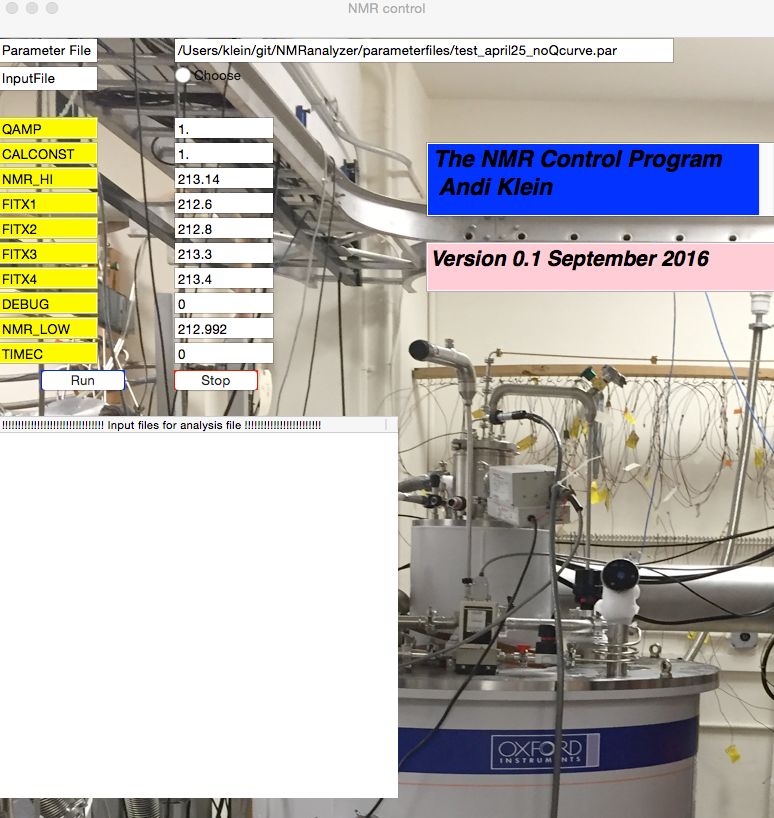 NMR control
Parameter File
/Users/klein/git/NMRanalyzer/parameterfiles/test_april25_noQcurve.par
InputFile
Choose
QAMP
1.
CALCONST
1.
NMR_HI
213.14
FITX1
212.6
FITX2
212.8
FITX3
213.3
FITX4
213.4
DEBUG
0
NMR_LOW
212.992
TIMEC
0
Run
Stop
The NMR Control Program
Andi Klein
Version 0.1 September 2016
!!!!!!!!!!!!!!!!!!!!!!!!!!!!!!!! Input files for analysis file !!!!!!!!!!!!!!!!!!!!!!!!
OXFORD
INSTRUMENTS